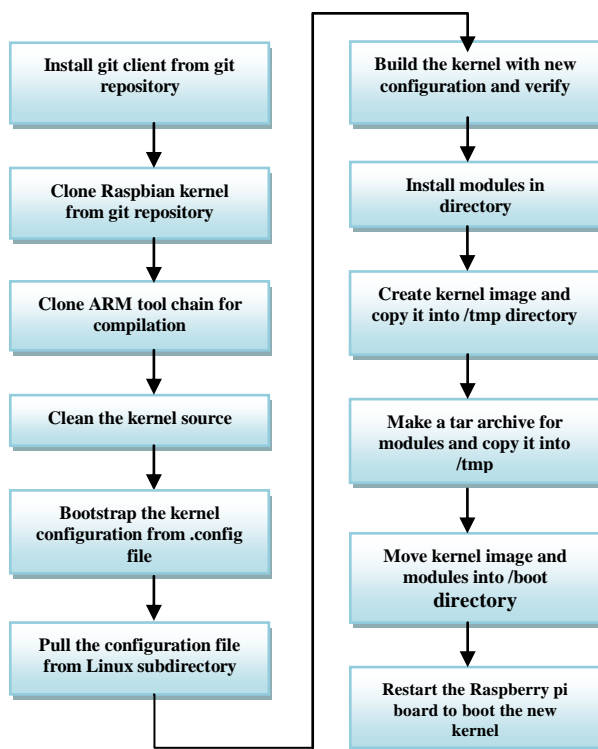 Install git client from git
repository
Clone Raspbian kernel
from git repository
Clone ARM tool chain for
compilation
Clean the kernel source
Bootstrap the kernel
configuration from .config
file
Pull the configuration file
from Linux subdirectory
Build the kernel with new
configuration and verify
Install modules in
directory
Create kernel image and
copy it into /tmp directory
Make a tar archive for
modules and copy it into
/tmp
Move kernel image and
modules into /boot
directory
Restart the Raspberry pi
board to boot the new
kernel